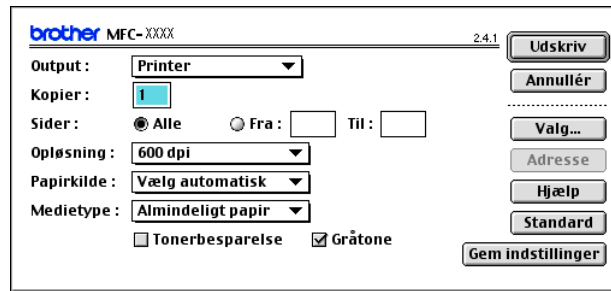 brother MFC-XXXX 2.4.1
Udskriv
Output : Printer
Annullér
Kopier : 1
Sider : Alle Fra : Til :
Valg...
Opløsning : 600 dpi
Adresse
Papirkilde : Vælg automatisk
Hjælp
Medietype : Almindeligt papir
Standard
Tonerbesparelse Gråtone
Gem indstillinger